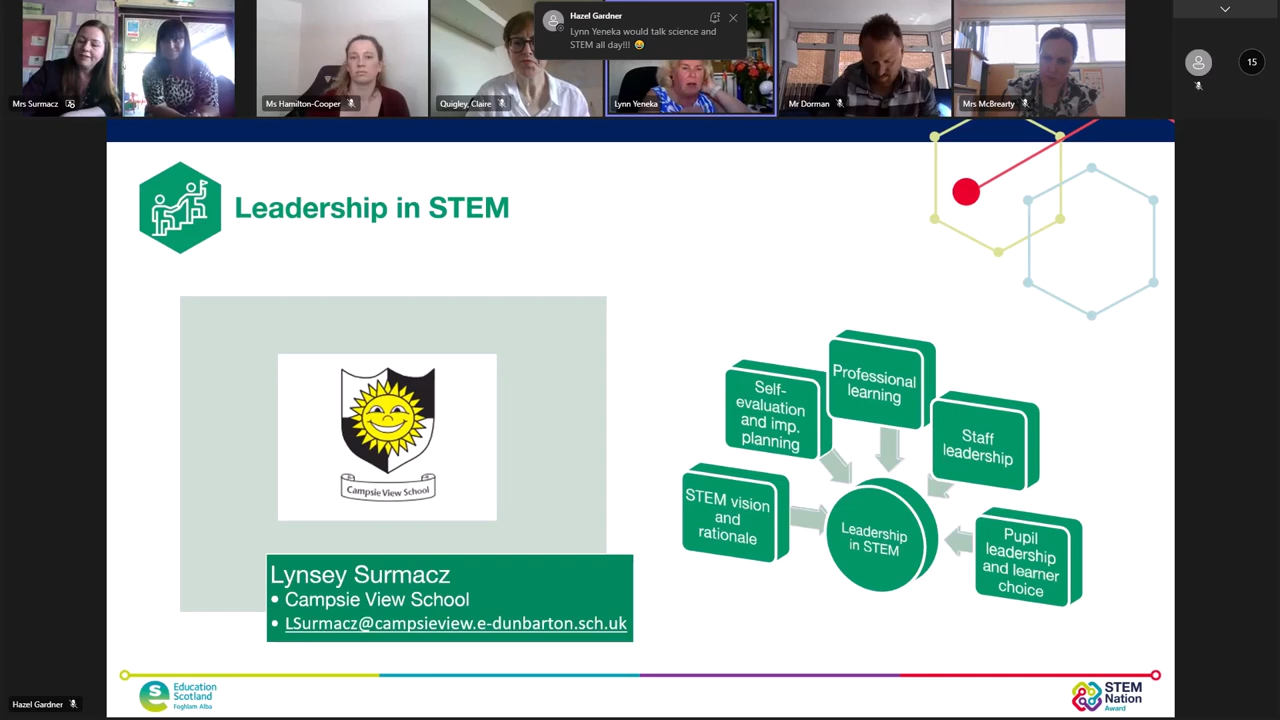 Hazel Gardner
Lynn Yeneka would talk science and
STEM all day!!! 😂
Mrs Surmacz
Ms Hamilton-Cooper
Quigley, Claire
Lynn Yeneka
Mr Dorman
Mrs McBrearty
15
Leadership in STEM
Campsie View School
Lynsey Surmacz
• Campsie View School
• LSurmacz@campsieview.e-dunbarton.sch.uk
STEM vision
and
rationale
Self-
evaluation
and imp.
planning
Professional
learning
Staff
leadership
Pupil
leadership
and learner
choice
Leadership
in STEM
Education
Scotland
Foghlam Alba
STEM
Nation
Award
Hazel Gardner